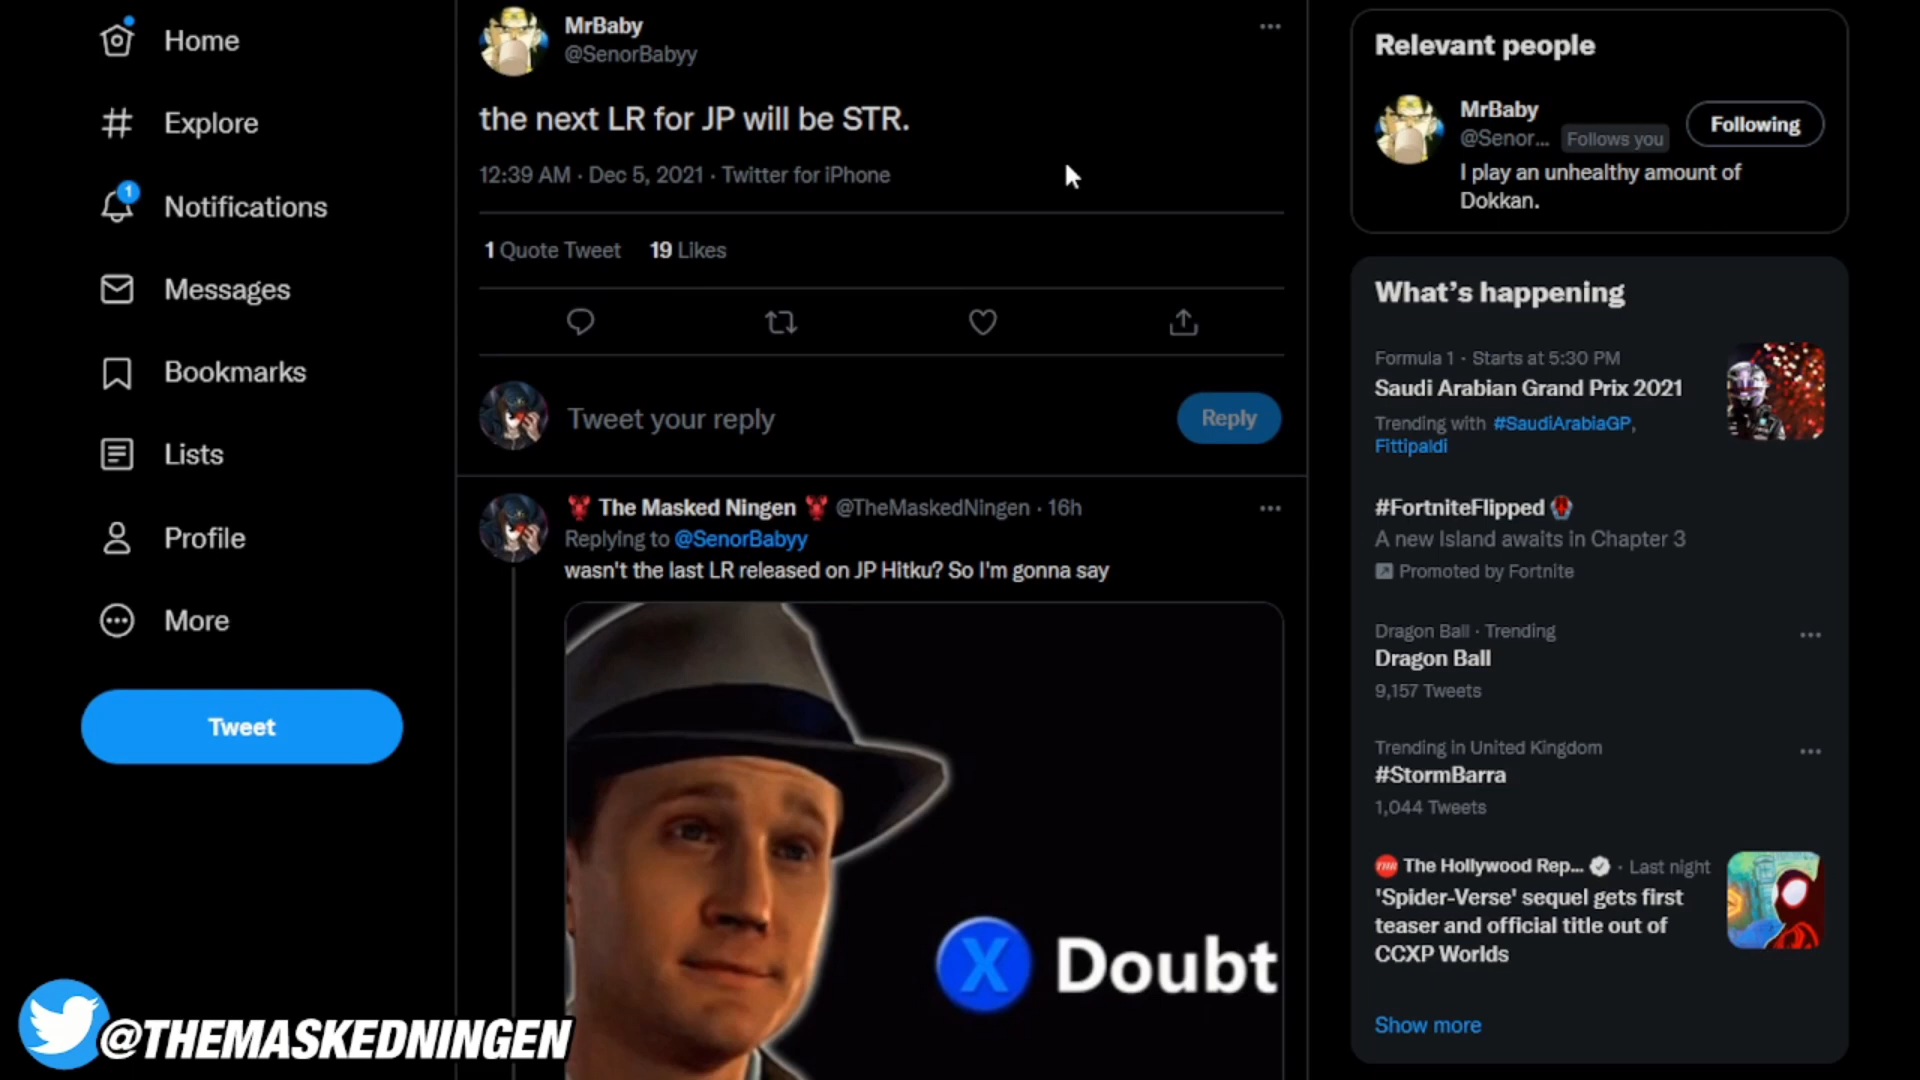 Home
Explore
1
Notifications
Messages
Bookmarks
Lists
Profile
More
Tweet
MrBaby
@SenorBabyy
the next LR for JP will be STR.
12:39 AM · Dec 5, 2021 · Twitter for iPhone
1 Quote Tweet 19 Likes
Tweet your reply
Reply
The Masked Ningen @TheMaskedNingen · 16h
Replying to @SenorBabyy
wasn't the last LR released on JP Hitku? So I'm gonna say
X Doubt
Relevant people
MrBaby
@Senor... Follows you
Following
I play an unhealthy amount of
Dokkan.
What's happening
Formula 1 · Starts at 5:30 PM
Saudi Arabian Grand Prix 2021
Trending with #SaudiArabiaGP,
Fittipaldi
#FortniteFlipped
A new Island awaits in Chapter 3
Promoted by Fortnite
Dragon Ball · Trending
Dragon Ball
9,157 Tweets
Trending in United Kingdom
#StormBarra
1,044 Tweets
The Hollywood Rep... · Last night
'Spider-Verse' sequel gets first
teaser and official title out of
CCXP Worlds
Show more
@THEMASKEDNINGEN